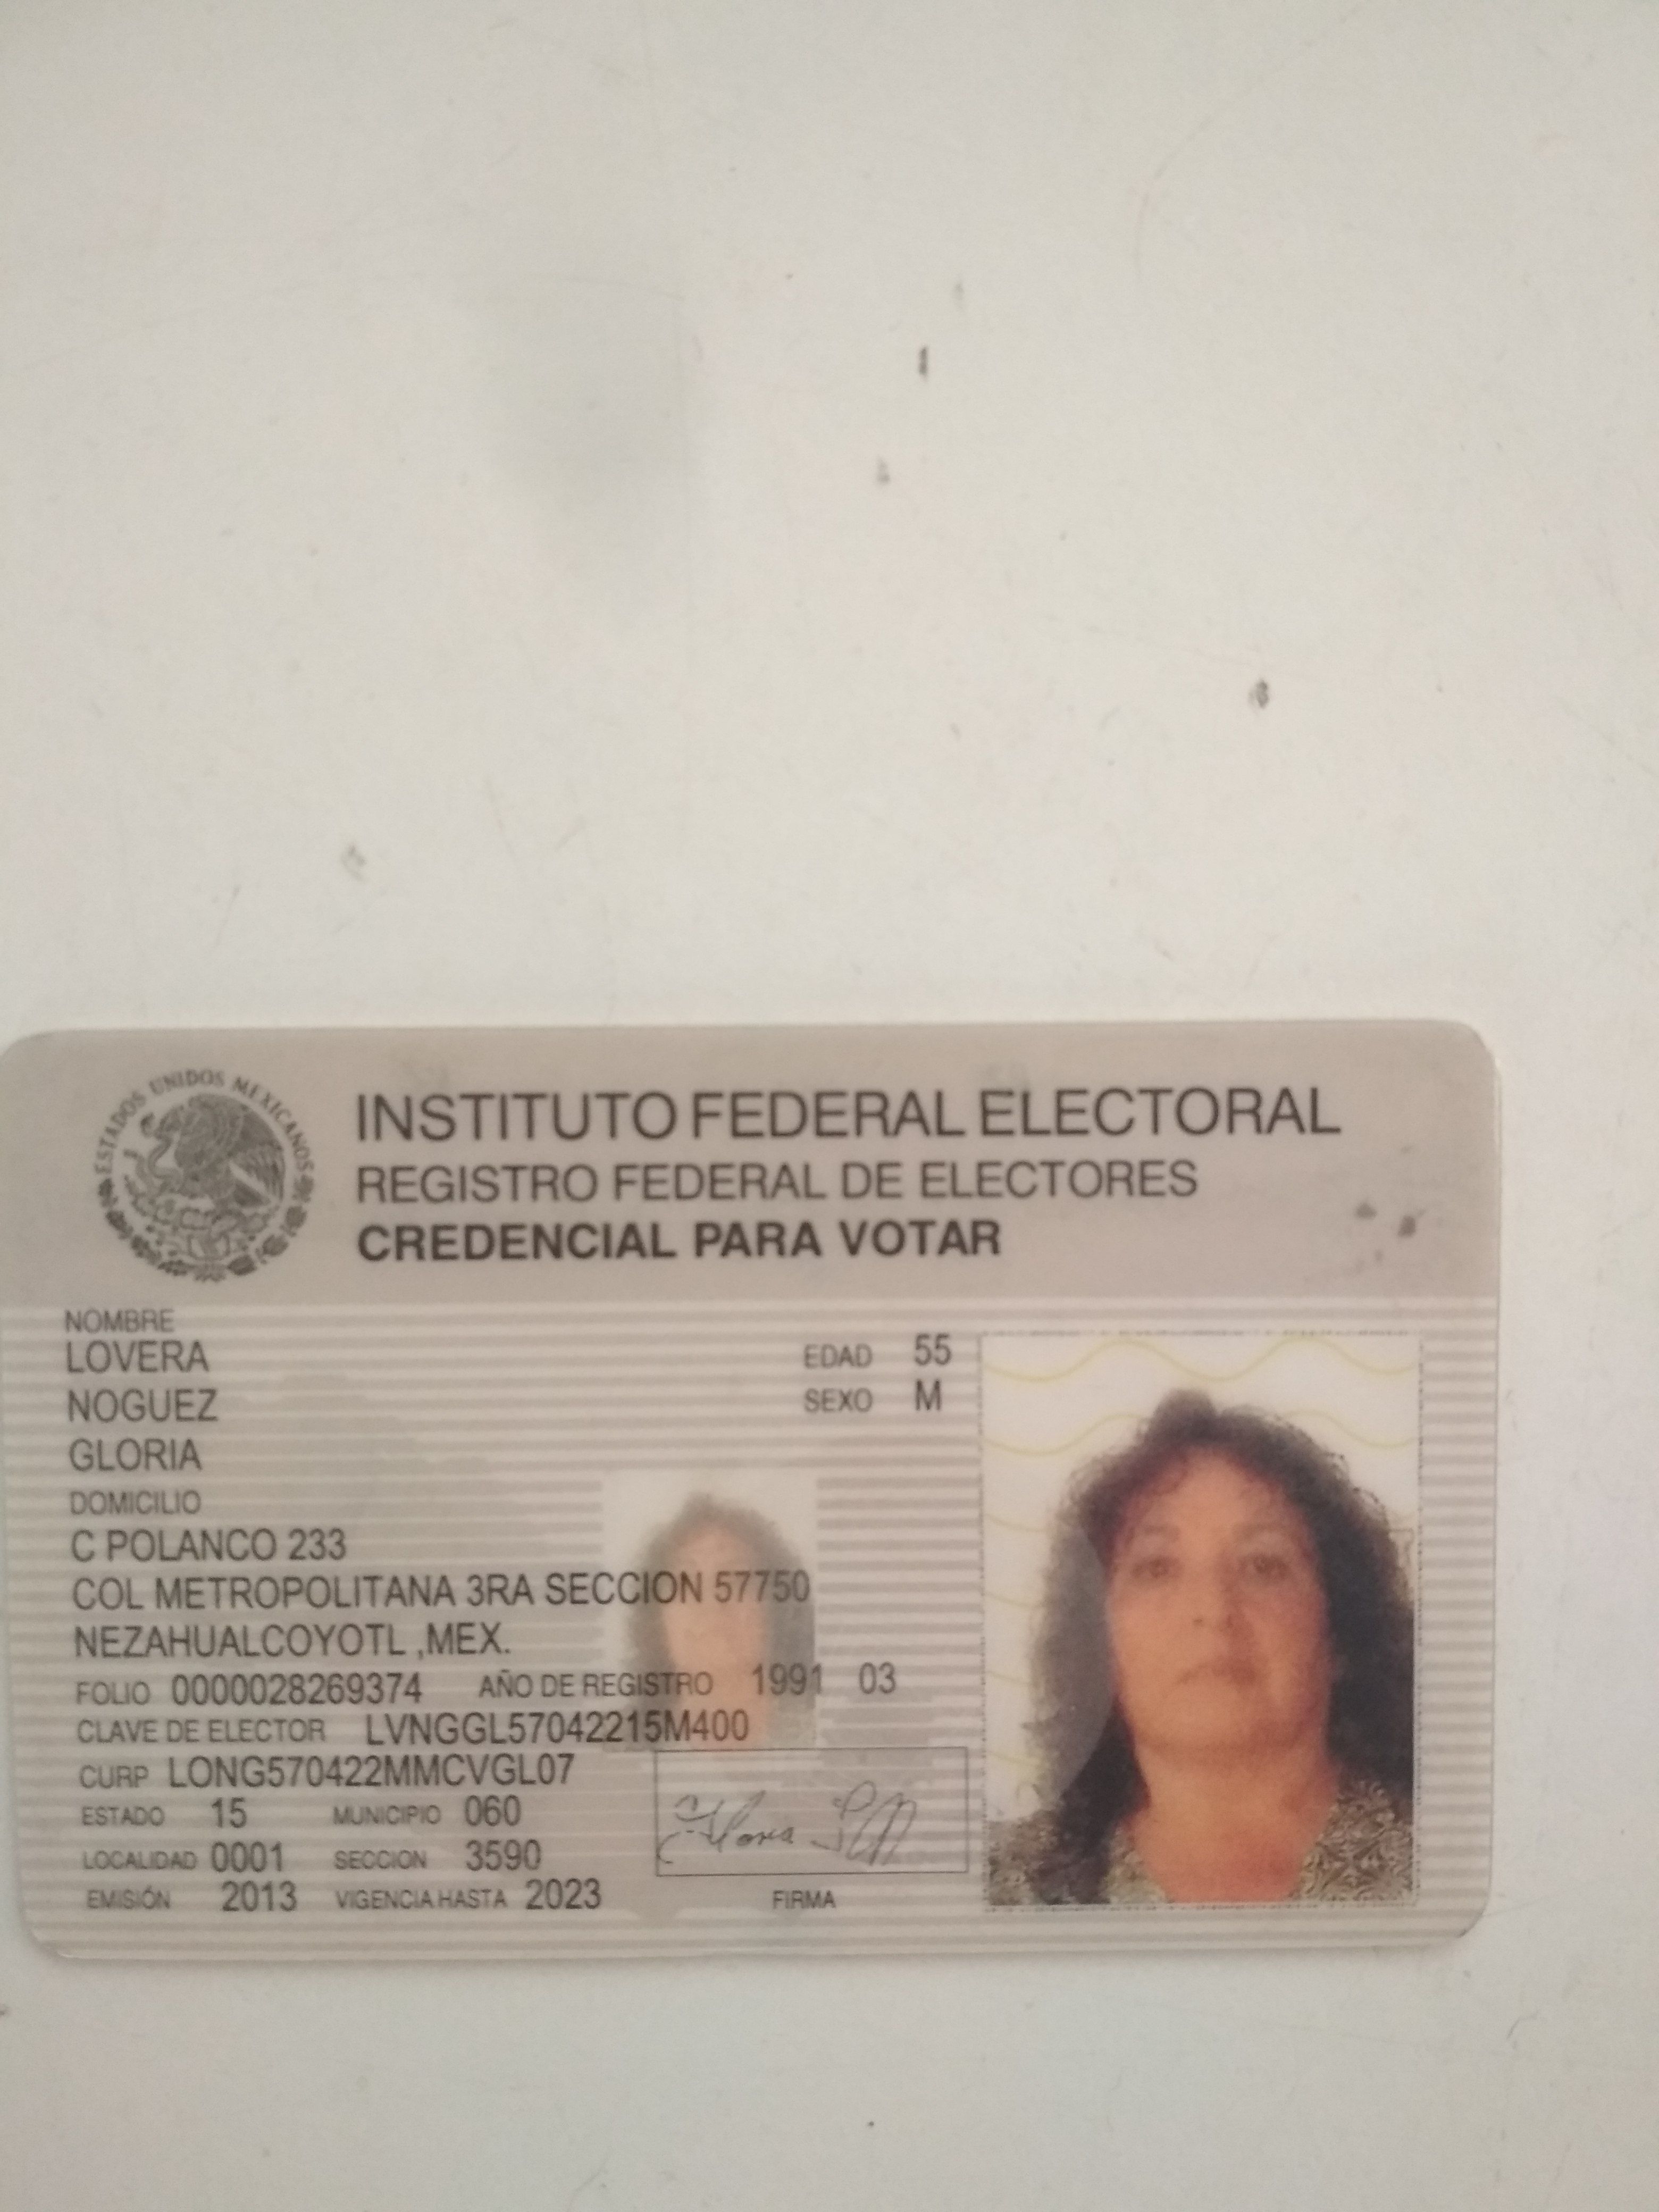 ESTADOS UNIDOS MEXICANOS
INSTITUTO FEDERAL ELECTORAL
REGISTRO FEDERAL DE ELECTORES
CREDENCIAL PARA VOTAR
NOMBRE
LOVERA
NOGUEZ
GLORIA
EDAD 55
SEXO M
DOMICILIO
C POLANCO 233
COL METROPOLITANA 3RA SECCION 57750
NEZAHUALCOYOTL ,MEX.
FOLIO 0000028269374 AÑO DE REGISTRO 1991 03
CLAVE DE ELECTOR LVNGGL57042215M400
CURP LONG570422MMCVGL07
ESTADO 15 MUNICIPIO 060
LOCALIDAD 0001 SECCION 3590
EMISIÓN 2013 VIGENCIA HASTA 2023
FIRMA